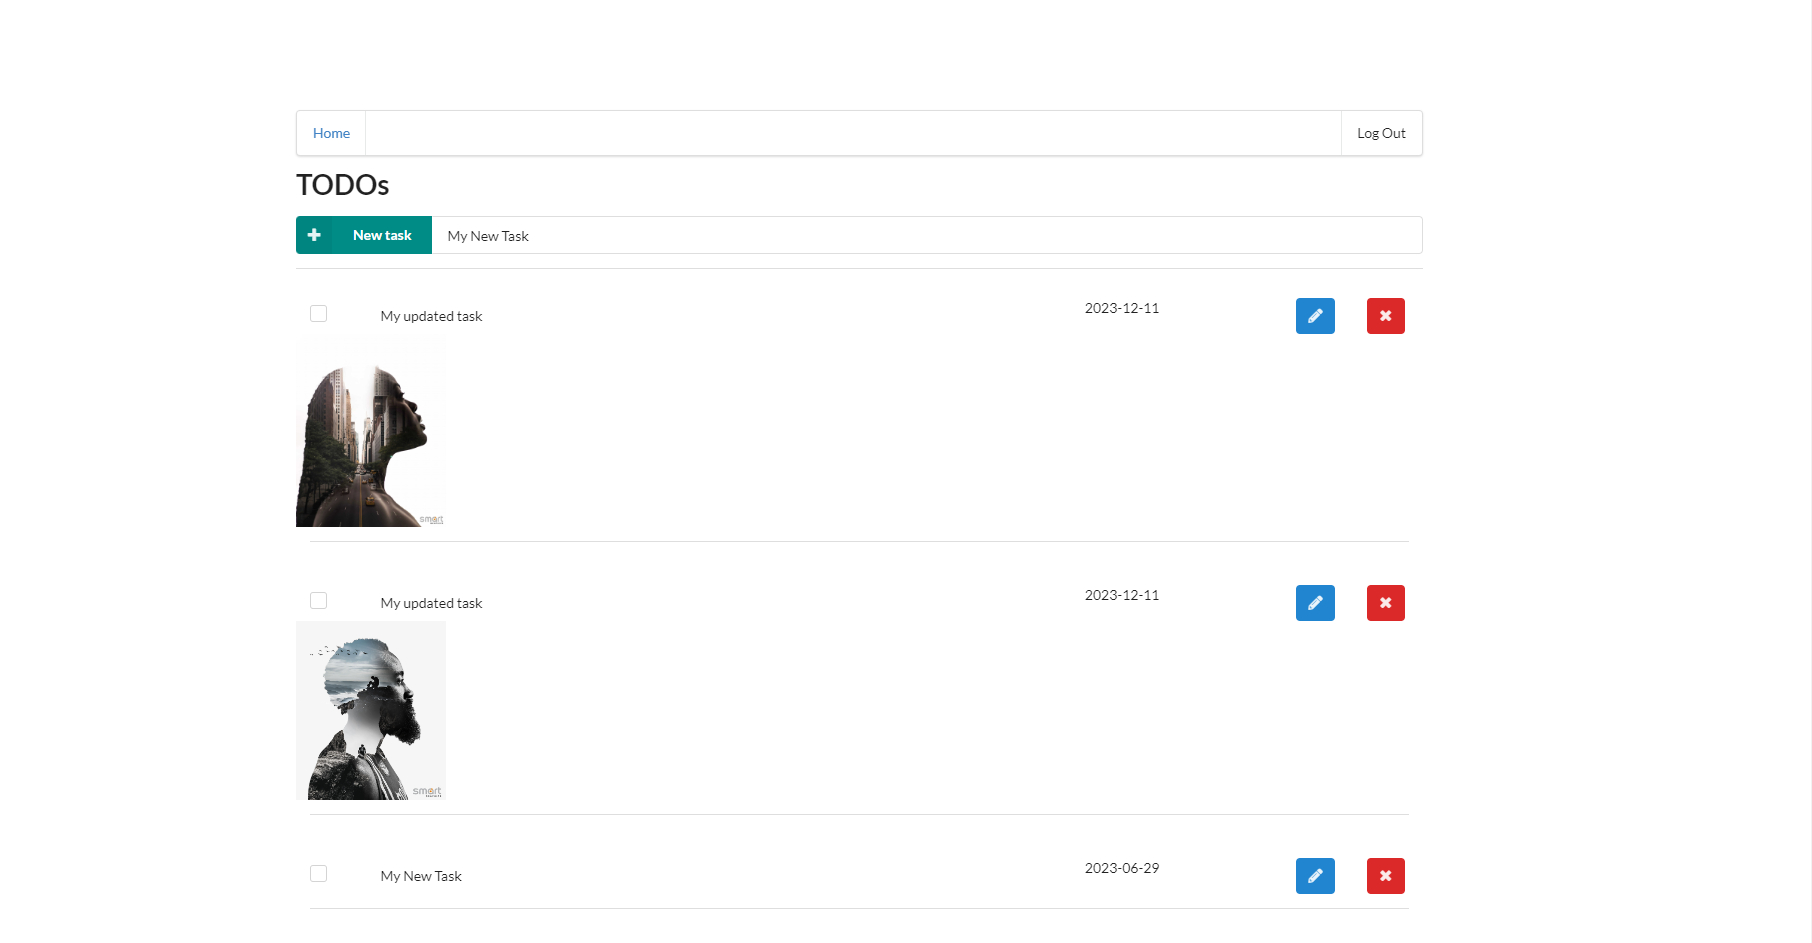 Home
Log Out
TODOs
New task
My New Task
My updated task
2023-12-11
smart
My updated task
2023-12-11
smart
My New Task
2023-06-29